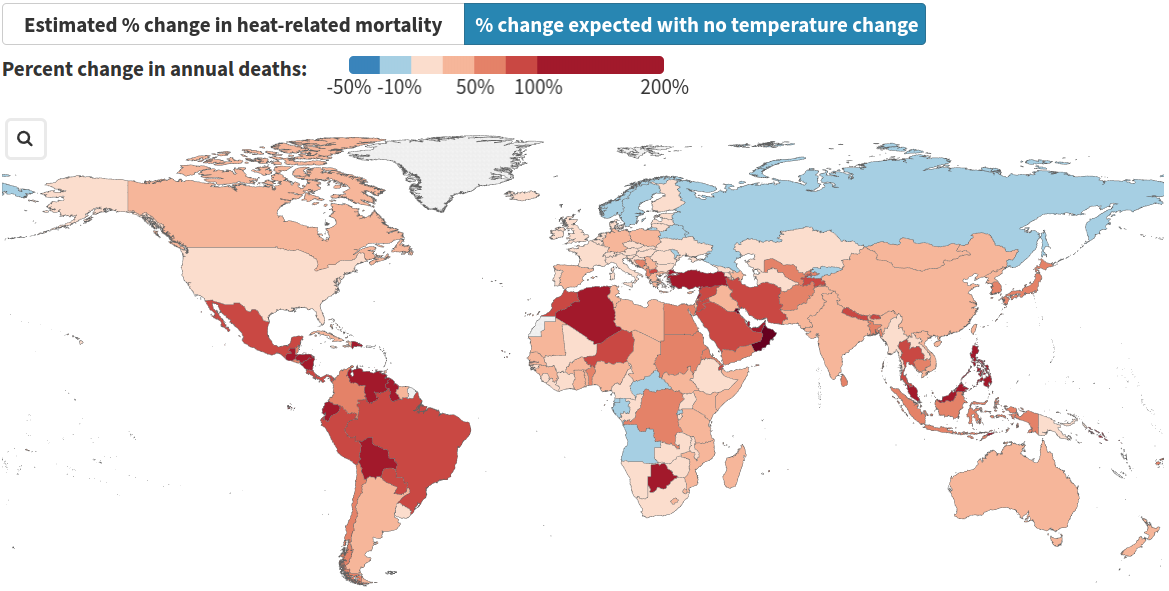 Estimated % change in heat-related mortality
% change expected with no temperature change
Percent change in annual deaths:
-50% -10% 50% 100% 200%